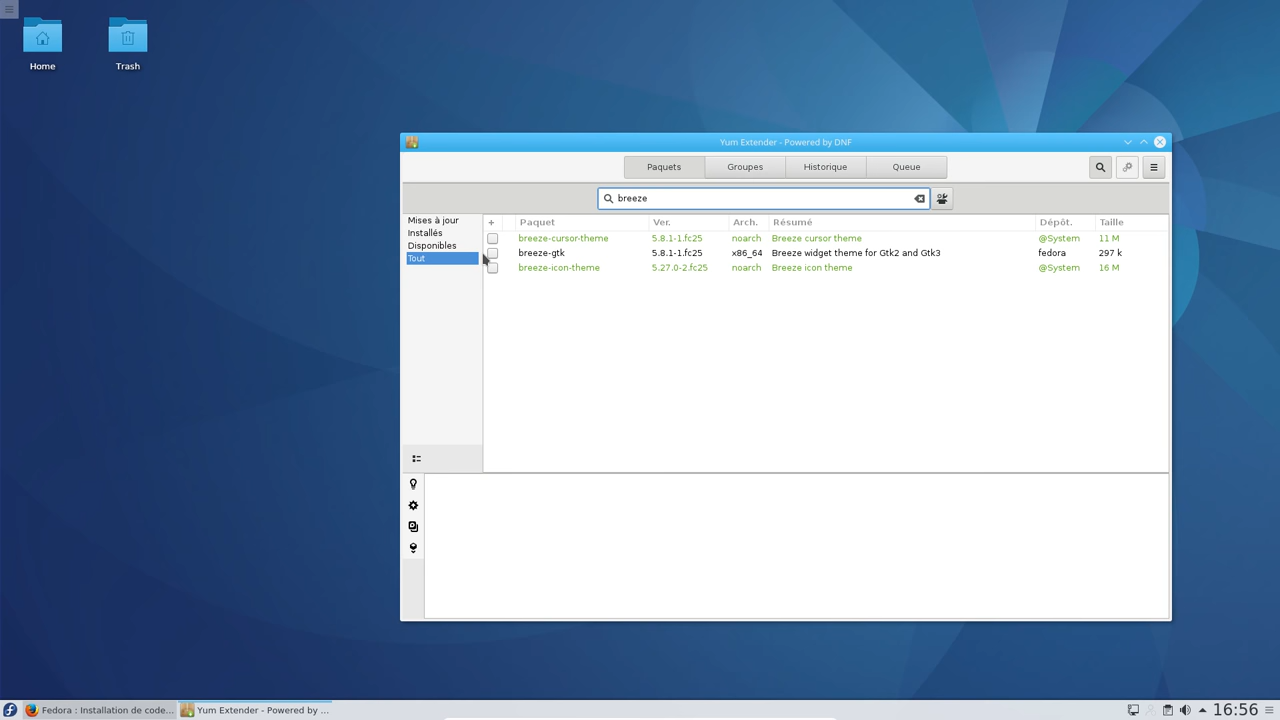 Home
Trash
Yum Extender - Powered by DNF
Paquets Groupes Historique Queue
breeze
Mises à jour
Installés
Disponibles
Tout
+ Paquet Ver. Arch. Résumé Dépôt. Taille
breeze-cursor-theme 5.8.1-1.fc25 noarch Breeze cursor theme @System 11 M
breeze-gtk 5.8.1-1.fc25 x86_64 Breeze widget theme for Gtk2 and Gtk3 fedora 297 k
breeze-icon-theme 5.27.0-2.fc25 noarch Breeze icon theme @System 16 M
Fedora : Installation de code... Yum Extender - Powered by ... 16:56